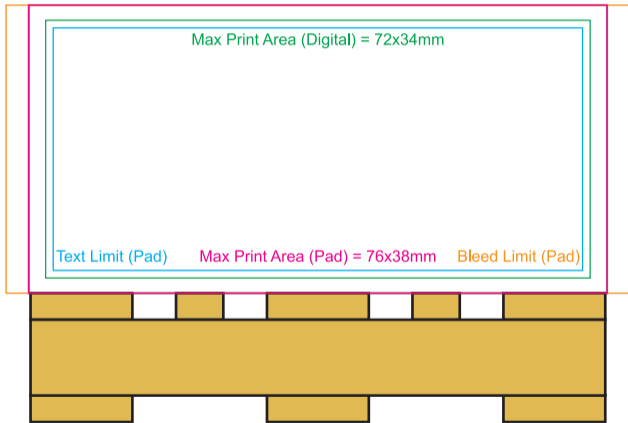 Max Print Area (Digital) = 72x34mm
Text Limit (Pad) Max Print Area (Pad) = 76x38mm Bleed Limit (Pad)